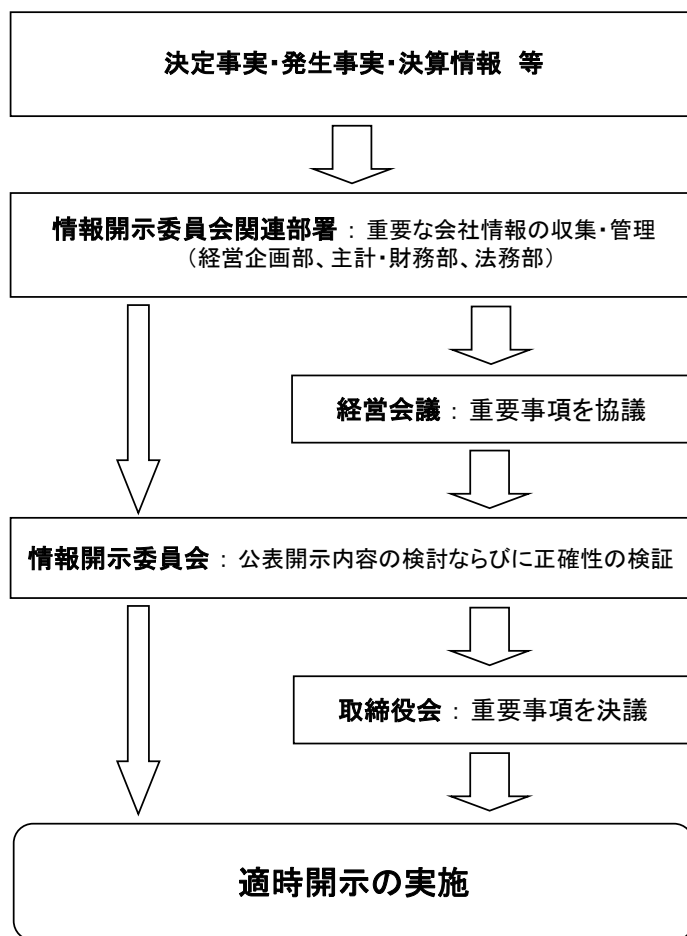 決定事実・発生事実・決算情報 等
情報開示委員会関連部署 : 重要な会社情報の収集・管理
(経営企画部、主計・財務部、法務部)
経営会議 : 重要事項を協議
情報開示委員会 : 公表開示内容の検討ならびに正確性の検証
取締役会 : 重要事項を決議
適時開示の実施